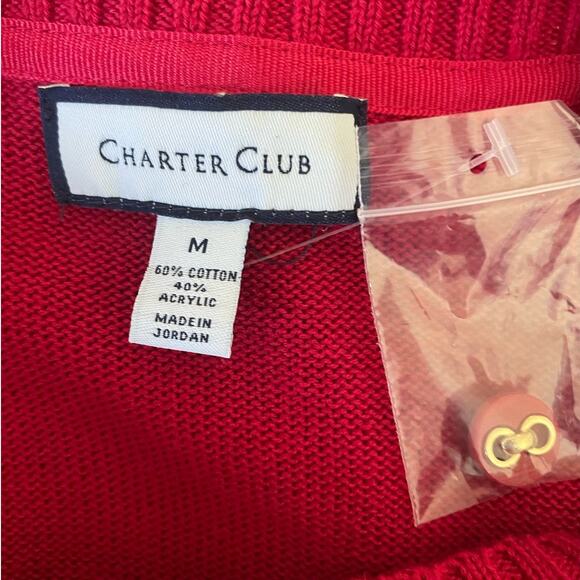 CHARTER CLUB
M
60% COTTON
40%
ACRYLIC
MADE IN
JORDAN